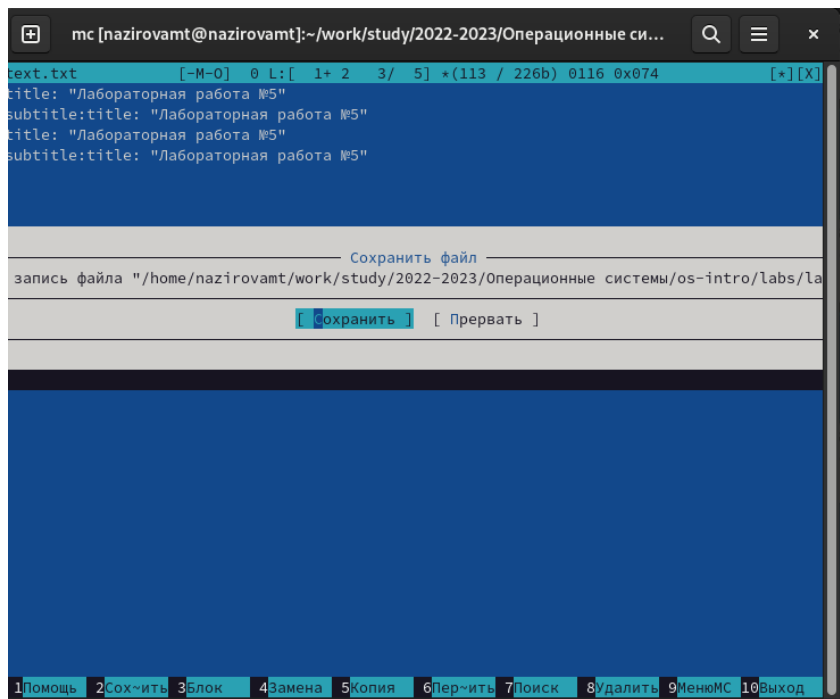 mc [nazirovamt@nazirovamt]:~/work/study/2022-2023/Операционные си...
text.txt [-M-O] 0 L:[ 1+ 2 3/ 5] *(113 / 226b) 0116 0x074 [*][X]
title: "Лабораторная работа №5"
subtitle:title: "Лабораторная работа №5"
title: "Лабораторная работа №5"
subtitle:title: "Лабораторная работа №5"
Сохранить файл
запись файла "/home/nazirovamt/work/study/2022-2023/Операционные системы/os-intro/labs/la
[ Сохранить ] [ Прервать ]
1Помощь 2Сох~ить 3Блок 4Замена 5Копия 6Пер~ить 7Поиск 8Удалить 9МенюМС 10Выход